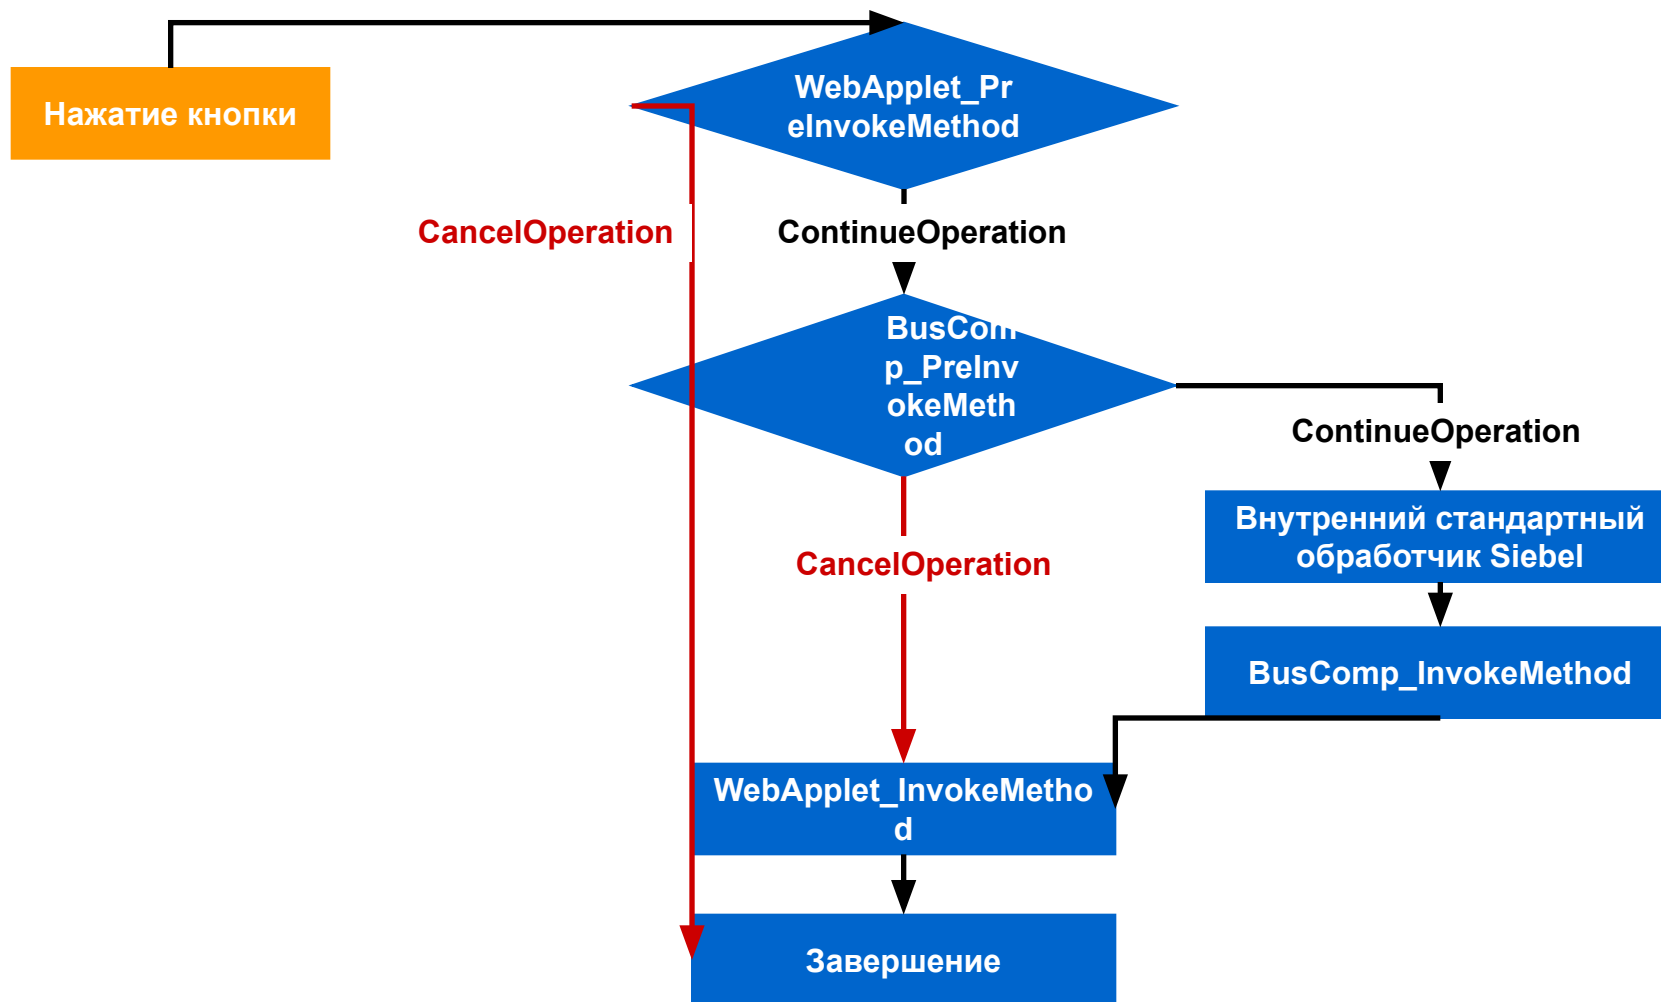 Нажатие кнопки
WebApplet_Pr
eInvokeMethod
CancelOperation
ContinueOperation
BusCom
p_PreInv
okeMeth
od
ContinueOperation
Внутренний стандартный
обработчик Siebel
CancelOperation
BusComp_InvokeMethod
WebApplet_InvokeMetho
d
Завершение